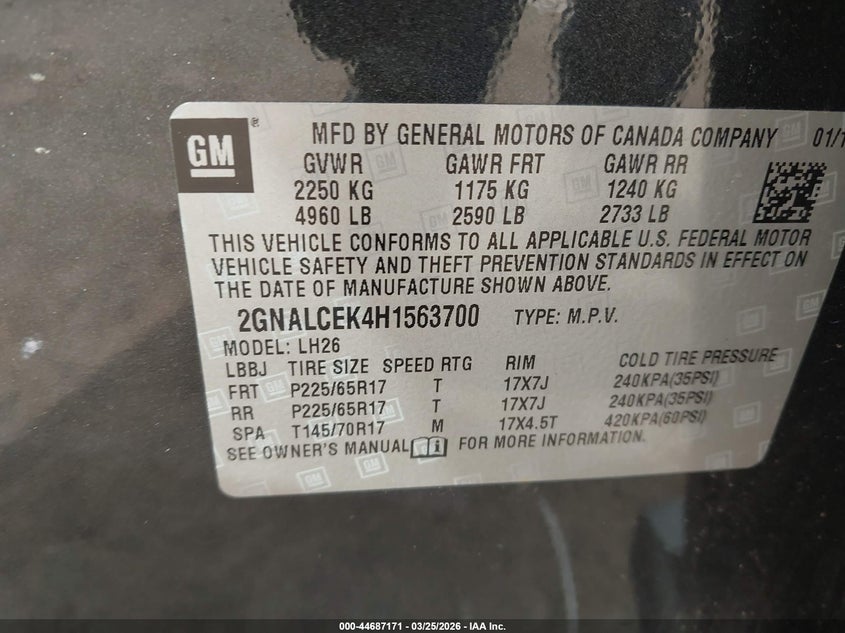 GM®
MFD BY GENERAL MOTORS OF CANADA COMPANY 01/1
GVWR GAWR FRT GAWR RR
2250 KG 1175 KG 1240 KG
4960 LB 2590 LB 2733 LB
THIS VEHICLE CONFORMS TO ALL APPLICABLE U.S. FEDERAL MOTOR
VEHICLE SAFETY AND THEFT PREVENTION STANDARDS IN EFFECT ON
THE DATE OF MANUFACTURE SHOWN ABOVE.
2GNALCEK4H1563700 TYPE: M.P.V.
MODEL: LH26
LBBJ TIRE SIZE SPEED RTG RIM COLD TIRE PRESSURE
FRT P225/65R17 T 17X7J 240KPA(35PSI)
RR P225/65R17 T 17X7J 240KPA(35PSI)
SPA T145/70R17 M 17X4.5T 420KPA(60PSI)
SEE OWNER'S MANUAL FOR MORE INFORMATION.
000-44687171 | 03/25/2026 - IAA Inc.